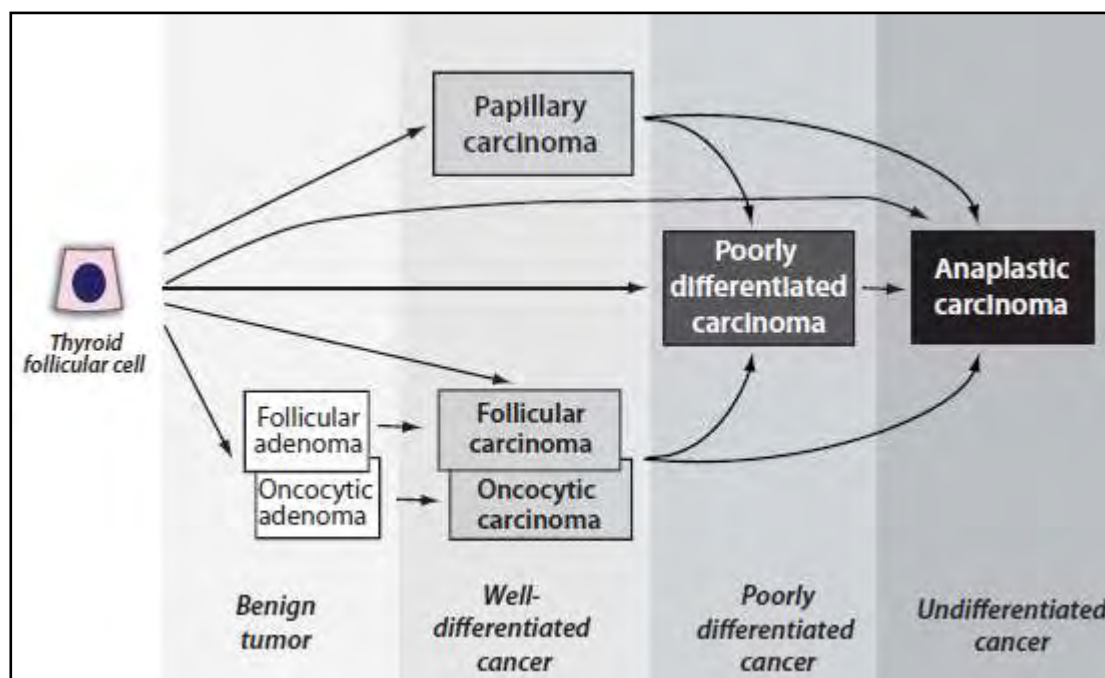 Papillary
carcinoma
Thyroid
follicular cell
Poorly
differentiated
carcinoma
Anaplastic
carcinoma
Follicular
adenoma
Oncocytic
adenoma
Follicular
carcinoma
Oncocytic
carcinoma
Benign
tumor
Well-
differentiated
cancer
Poorly
differentiated
cancer
Undifferentiated
cancer